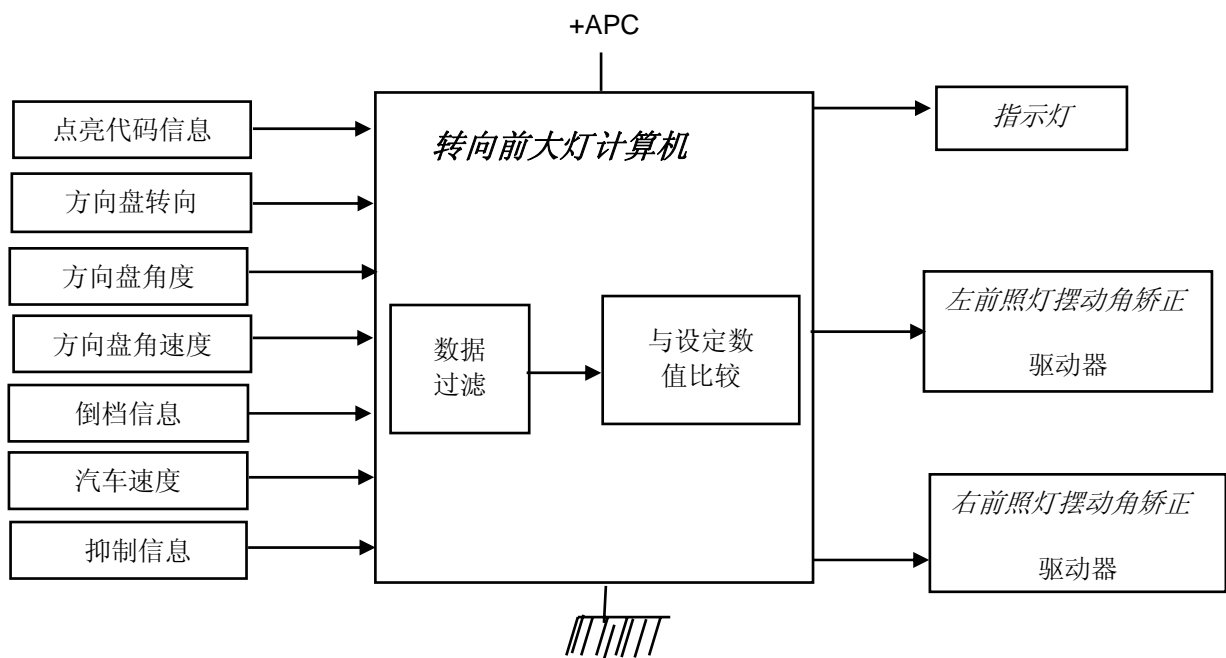 +APC
点亮代码信息
方向盘转向
方向盘角度
方向盘角速度
倒档信息
汽车速度
抑制信息
转向前大灯计算机
数据
过滤
与设定数
值比较
指示灯
左前照灯摆动角矫正
驱动器
右前照灯摆动角矫正
驱动器